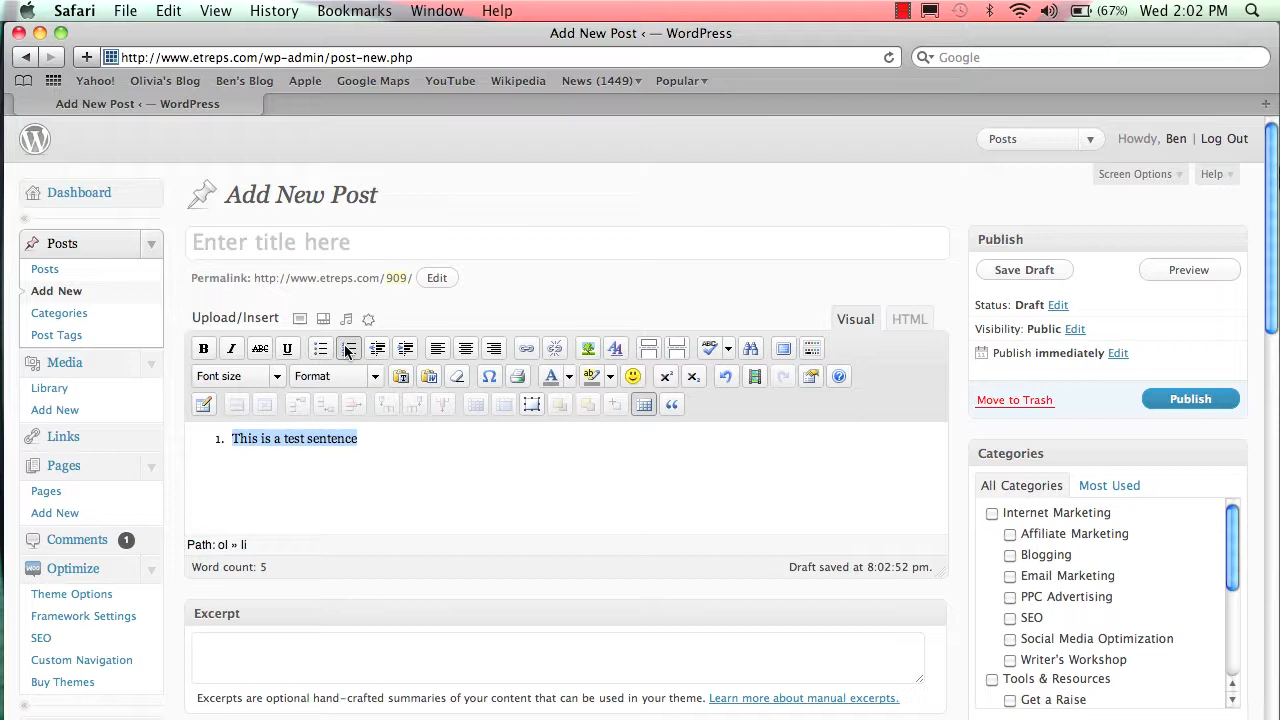 Safari File Edit View History Bookmarks Window Help (67%) Wed 2:02 PM
Add New Post ‹ — WordPress
http://www.etreps.com/wp-admin/post-new.php
Google
Yahoo! Olivia's Blog Ben's Blog Apple Google Maps YouTube Wikipedia News (1449) Popular
Add New Post ‹ — WordPress
Posts
Howdy, Ben | Log Out
Screen Options
Help
Dashboard
Posts
Posts
Add New
Categories
Post Tags
Media
Library
Add New
Links
Pages
Pages
Add New
Comments 1
Optimize
Theme Options
Framework Settings
SEO
Custom Navigation
Buy Themes
Add New Post
Enter title here
Permalink: http://www.etreps.com/909/ Edit
Upload/Insert
Visual HTML
B I ABC U
Font size Format
1. This is a test sentence
Path: ol » li
Word count: 5 Draft saved at 8:02:52 pm.
Excerpt
Excerpts are optional hand-crafted summaries of your content that can be used in your theme. Learn more about manual excerpts.
Publish
Save Draft Preview
Status: Draft Edit
Visibility: Public Edit
Publish immediately Edit
Move to Trash Publish
Categories
All Categories Most Used
Internet Marketing
Affiliate Marketing
Blogging
Email Marketing
PPC Advertising
SEO
Social Media Optimization
Writer's Workshop
Tools & Resources
Get a Raise